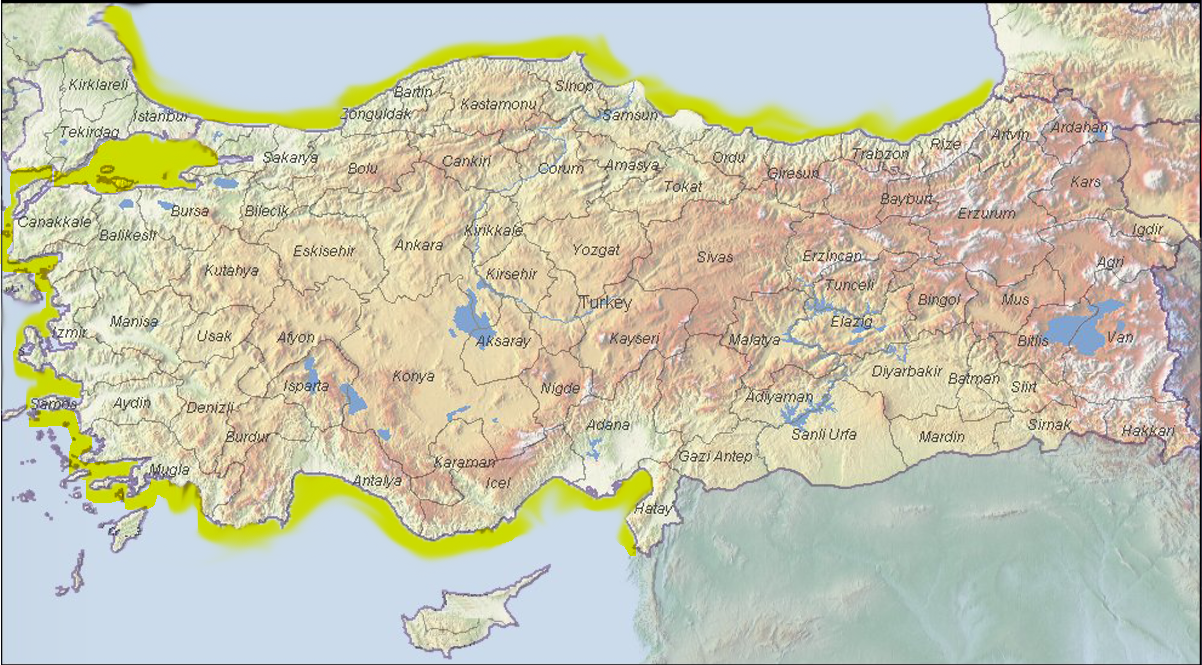 Kirklareli
Istanbul
Tekirdag
Bartin
Zonguldak
Kastamonu
Sinop
Samsun
Sakarya
Bolu
Cankiri
Corum
Amasya
Ordu
Tokat
Giresun
Trabzon
Rize
Artvin
Ardahan
Kars
Bayburt
Erzurum
Igdir
Canakkale
Balikesir
Bursa
Bilecik
Eskisehir
Ankara
Kirikkale
Yozgat
Sivas
Erzincan
Agri
Kutahya
Kirsehir
Turkey
Tunceli
Bingol
Mus
Izmir
Manisa
Usak
Afyon
Aksaray
Kayseri
Malatya
Elazig
Bitlis
Van
Isparta
Konya
Nigde
Diyarbakir
Batman
Siirt
Samos
Aydin
Denizli
Burdur
Adana
Adiyaman
Sanli Urfa
Mardin
Sirnak
Hakkari
Mugla
Antalya
Karaman
Icel
Gazi Antep
Hatay